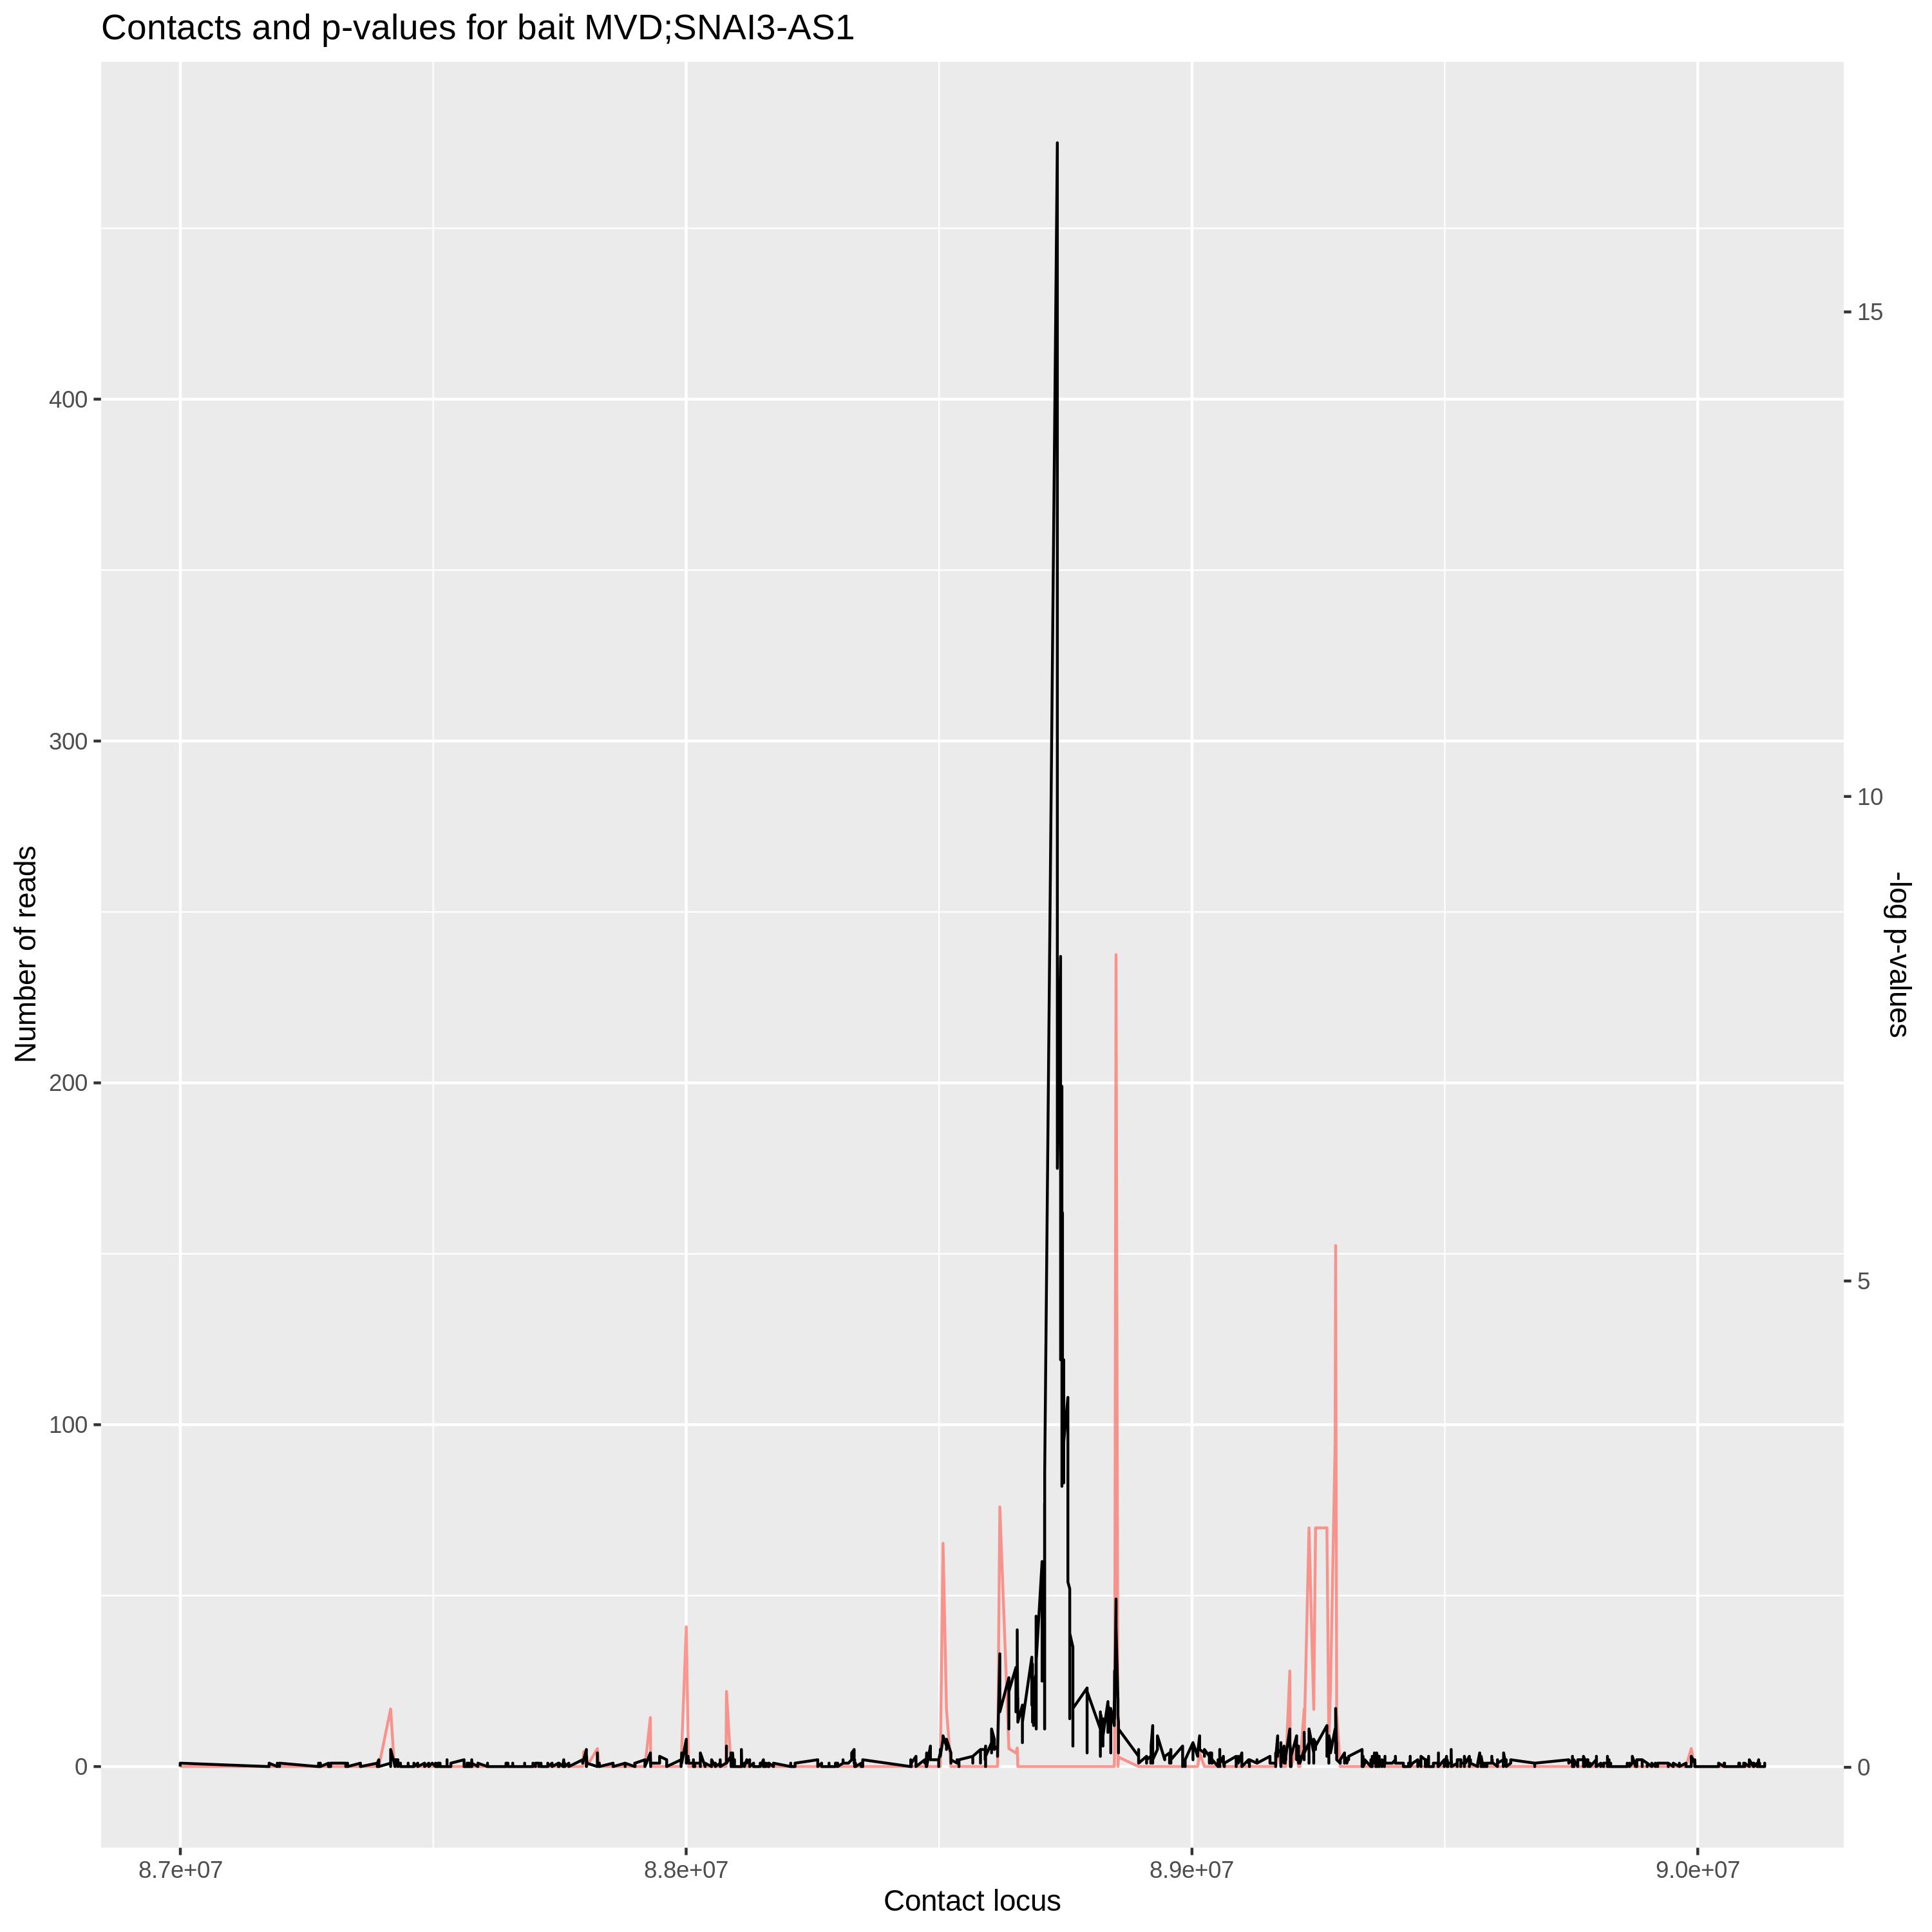 Contacts and p-values for bait MVD;SNAI3-AS1
Number of reads
400
300
200
100
0
15
10
5
0
-log p-values
8.7e+07 8.8e+07 8.9e+07 9.0e+07
Contact locus